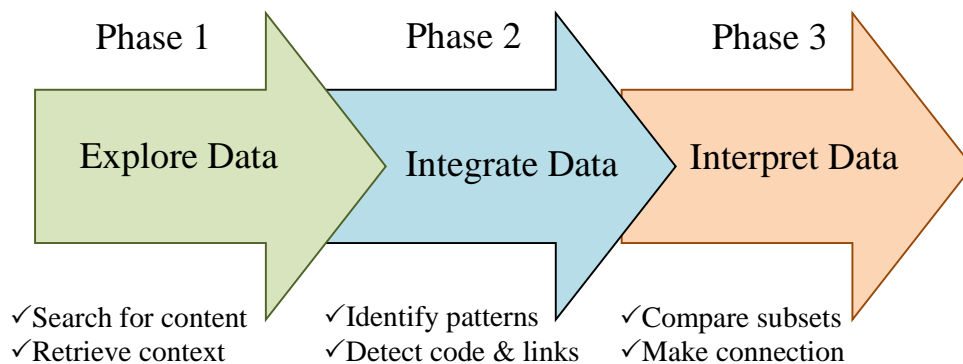 Phase 1
Phase 2
Phase 3
Explore Data
Integrate Data
Interpret Data
✓Search for content
✓Retrieve context
✓Identify patterns
✓Detect code & links
✓Compare subsets
✓Make connection